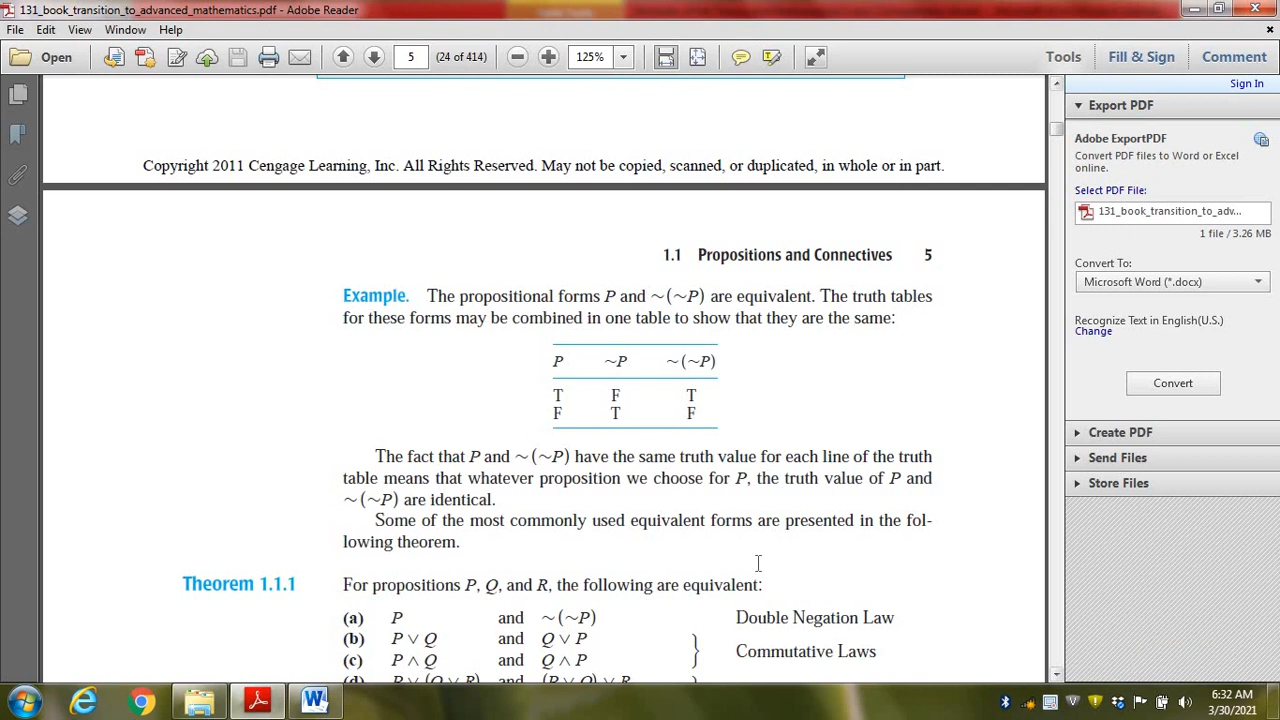 131_book_transition_to_advanced_mathematics.pdf - Adobe Reader
File Edit View Window Help
Open 5 (24 of 414) 125% Tools Fill & Sign Comment
Sign In
Export PDF
Adobe ExportPDF
Convert PDF files to Word or Excel
online.
Select PDF File:
131_book_transition_to_adv...
1 file / 3.26 MB
Convert To:
Microsoft Word (*.docx)
Recognize Text in English(U.S.)
Change
Convert
Create PDF
Send Files
Store Files
Copyright 2011 Cengage Learning, Inc. All Rights Reserved. May not be copied, scanned, or duplicated, in whole or in part.
1.1 Propositions and Connectives 5
Example. The propositional forms P and ~(~P) are equivalent. The truth tables
for these forms may be combined in one table to show that they are the same:
P ~P ~(~P)
T F T
F T F
The fact that P and ~(~P) have the same truth value for each line of the truth
table means that whatever proposition we choose for P, the truth value of P and
~(~P) are identical.
Some of the most commonly used equivalent forms are presented in the fol-
lowing theorem.
Theorem 1.1.1 For propositions P, Q, and R, the following are equivalent:
(a) P and ~(~P) Double Negation Law
(b) P ∨ Q and Q ∨ P
Commutative Laws
(c) P ∧ Q and Q ∧ P
(d) P ∨ (Q ∨ R) and (P ∨ Q) ∨ R
6:32 AM
3/30/2021